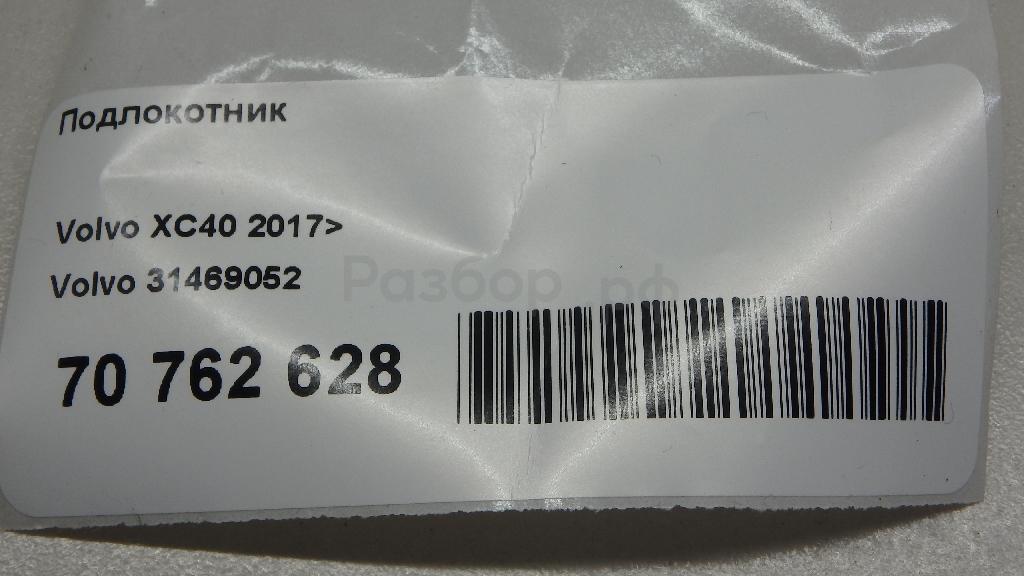 Подлокотник
Volvo XC40 2017>
Volvo 31469052
Разбор.рф
70 762 628